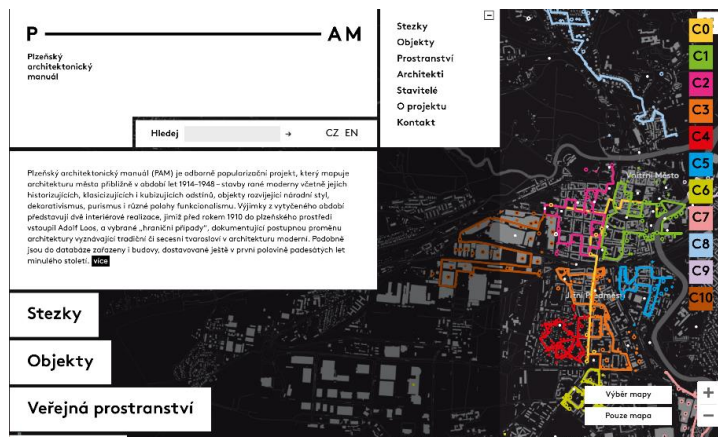 P AM
Plzeňský
architektonický
manuál
Hledej → CZ EN
Stezky
Objekty
Prostranství
Architekti
Stavitelé
O projektu
Kontakt
Plzeňský architektonický manuál (PAM) je odborně popularizační projekt, který mapuje
architekturu města přibližně v období let 1914–1948 – stavby rané moderny včetně jejich
historizujících, klasicizujících i kubizujících odstínů, objekty rozvíjející národní styl,
dekorativismus, purismus i různé polohy funkcionalismu. Výjimky z vytyčeného období
představují dvě interiérové realizace, jimiž před rokem 1910 do plzeňského prostředí
vstoupil Adolf Loos, a vybrané „hraniční případy“, dokumentující postupnou proměnu
architektury vyznávající tradiční či secesní tvarosloví v architekturu moderní. Podobně
jsou do databáze zařazeny i budovy, dostavované ještě v první polovině padesátých let
minulého století. více
Stezky
Objekty
Veřejná prostranství
Vnitřní Město
Jižní Předměstí
C0
C1
C2
C3
C4
C5
C6
C7
C8
C9
C10
Výběr mapy
Pouze mapa
+
−